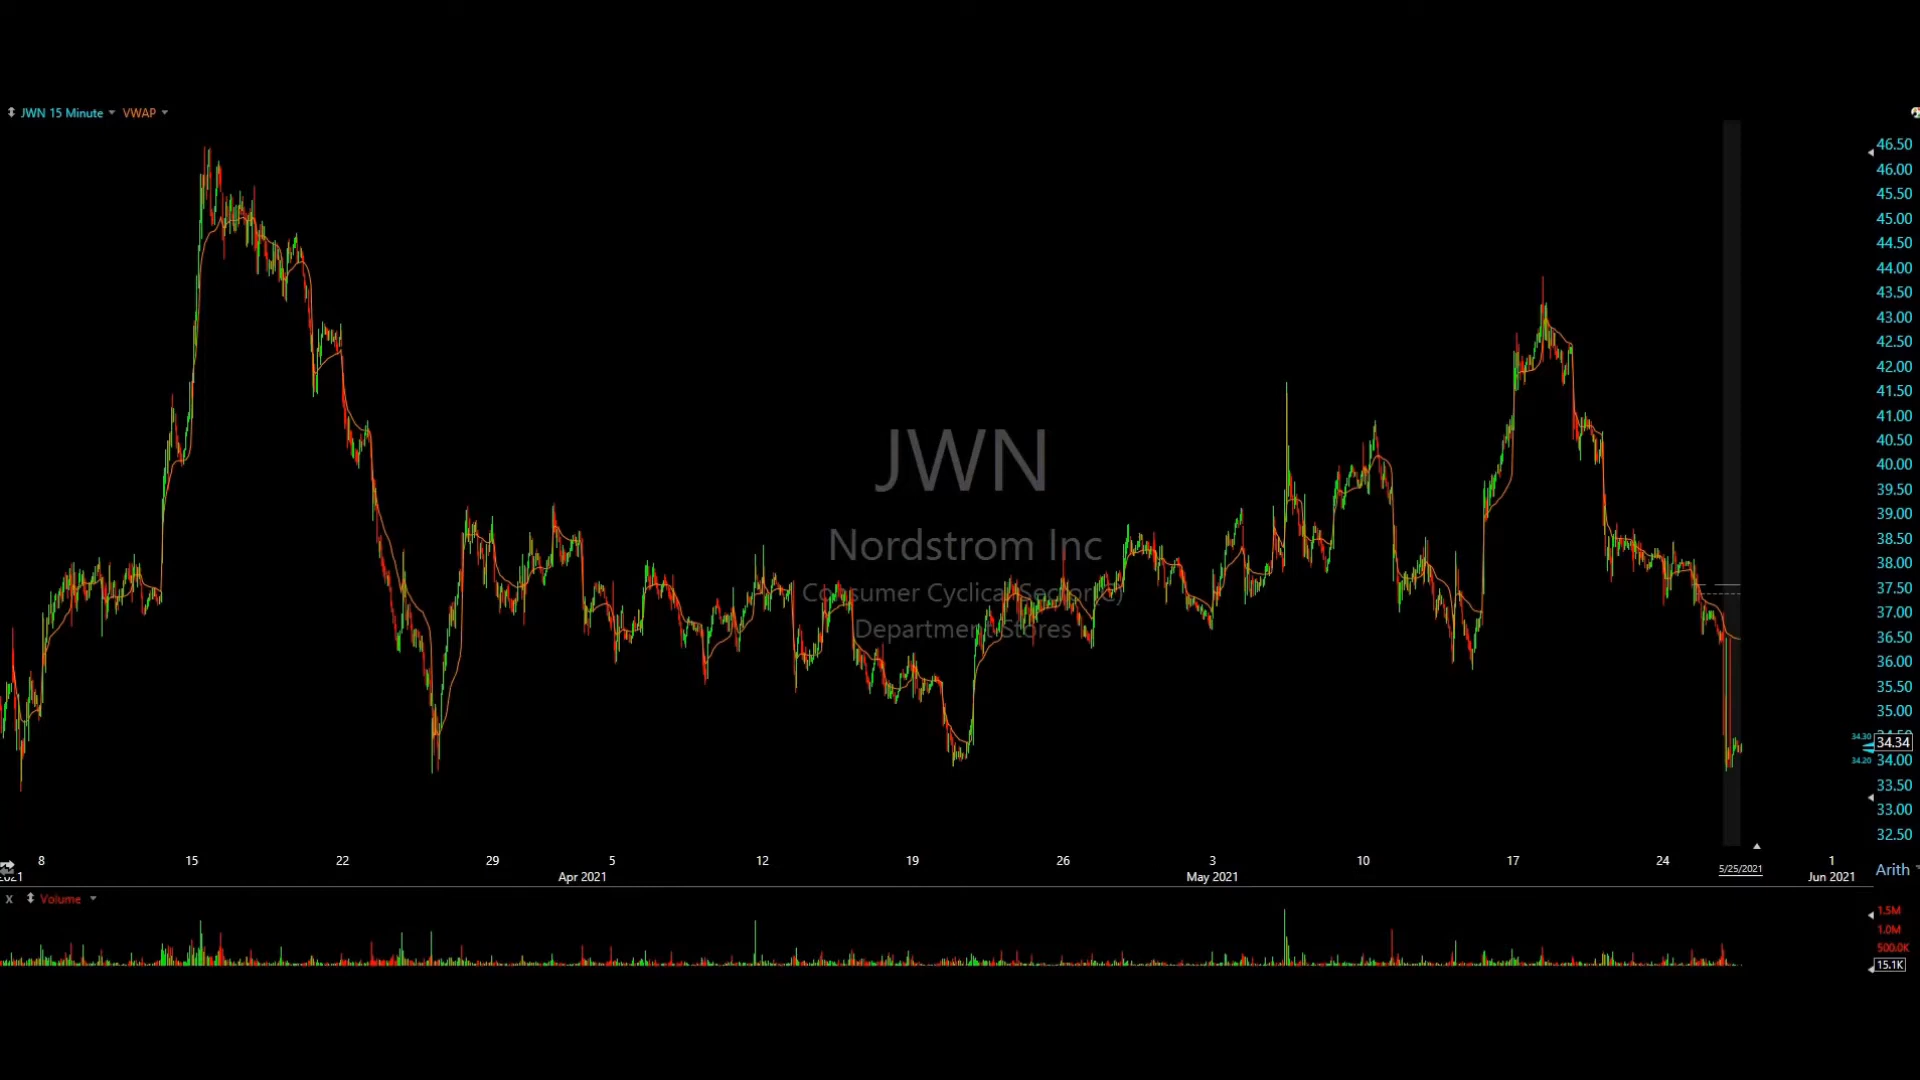 JWN 15 Minute VWAP
46.50
46.00
45.50
45.00
44.50
44.00
43.50
43.00
42.50
42.00
41.50
41.00
40.50
40.00
39.50
39.00
38.50
38.00
37.50
37.00
36.50
36.00
35.50
35.00
34.30
34.34
34.20
34.00
33.50
33.00
32.50
JWN
Nordstrom Inc
Consumer Cyclical
Department Stores
8 15 22 29 5 12 19 26 3 10 17 24 5/25/2021 1
2021 Apr 2021 May 2021 Jun 2021
Arith
X Volume
1.5M
1.0M
500.0K
15.1K